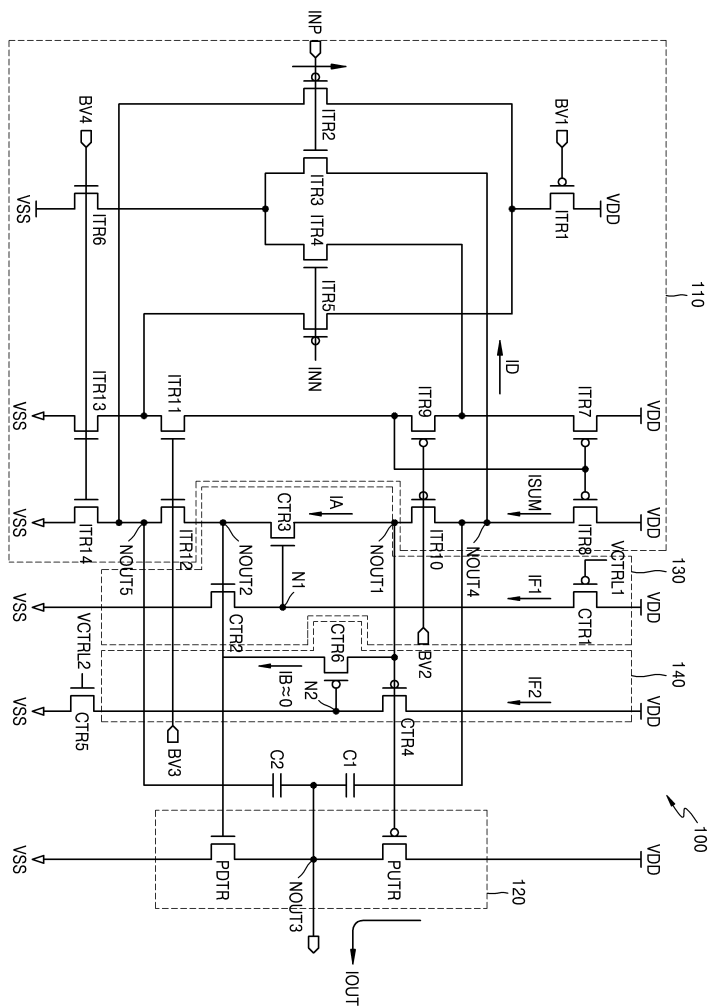 100
110
130
140
120
VDD
VDD
VDD
VDD
VDD
VDD
BV1
ITR1
ITR7
ITR8
VCTRL1
CTR1
ID
ISUM
IF1
IF2
NOUT4
INP
ITR2
ITR3
ITR4
ITR5
INN
ITR9
ITR10
BV2
NOUT1
CTR4
PUTR
IA
CTR3
N1
CTR6
N2
IB≈0
C1
C2
NOUT3
IOUT
NOUT2
CTR2
PDTR
ITR11
ITR12
BV3
NOUT5
BV4
ITR6
ITR13
ITR14
VCTRL2
CTR5
VSS
VSS
VSS
VSS
VSS
VSS